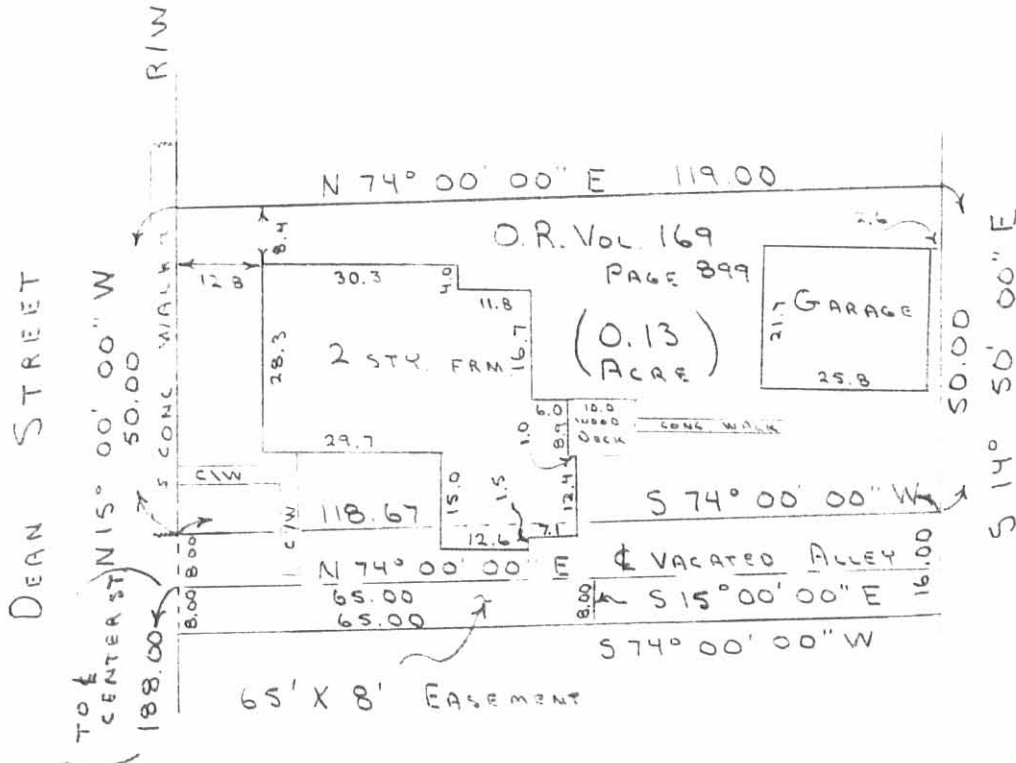 R/W
DEAN STREET
N 74° 00' 00" E 119.00
N 15° 00' 00" W
50.00
5' CONC WALK
12.8
8.4
30.3
4.0
11.8
28.3
2 STY. FRM.
16.7
O.R. VOL. 169
PAGE 899
(0.13
ACRE)
2.6
GARAGE
21.7
25.8
50.00
S 14° 50' 00" E
6.0
10.0
WOOD
DECK
8.9
CONC. WALK
1.0
29.7
C/W
C/W
15.0
1.5
12.4
12.6
7.1
118.67
S 74° 00' 00" W
8.00
8.00
N 74° 00' 00" E
℄ VACATED ALLEY
16.00
65.00
65.00
8.00
S 15° 00' 00" E
S 74° 00' 00" W
(TO ℄
CENTER ST)
188.00
65' X 8' EASEMENT